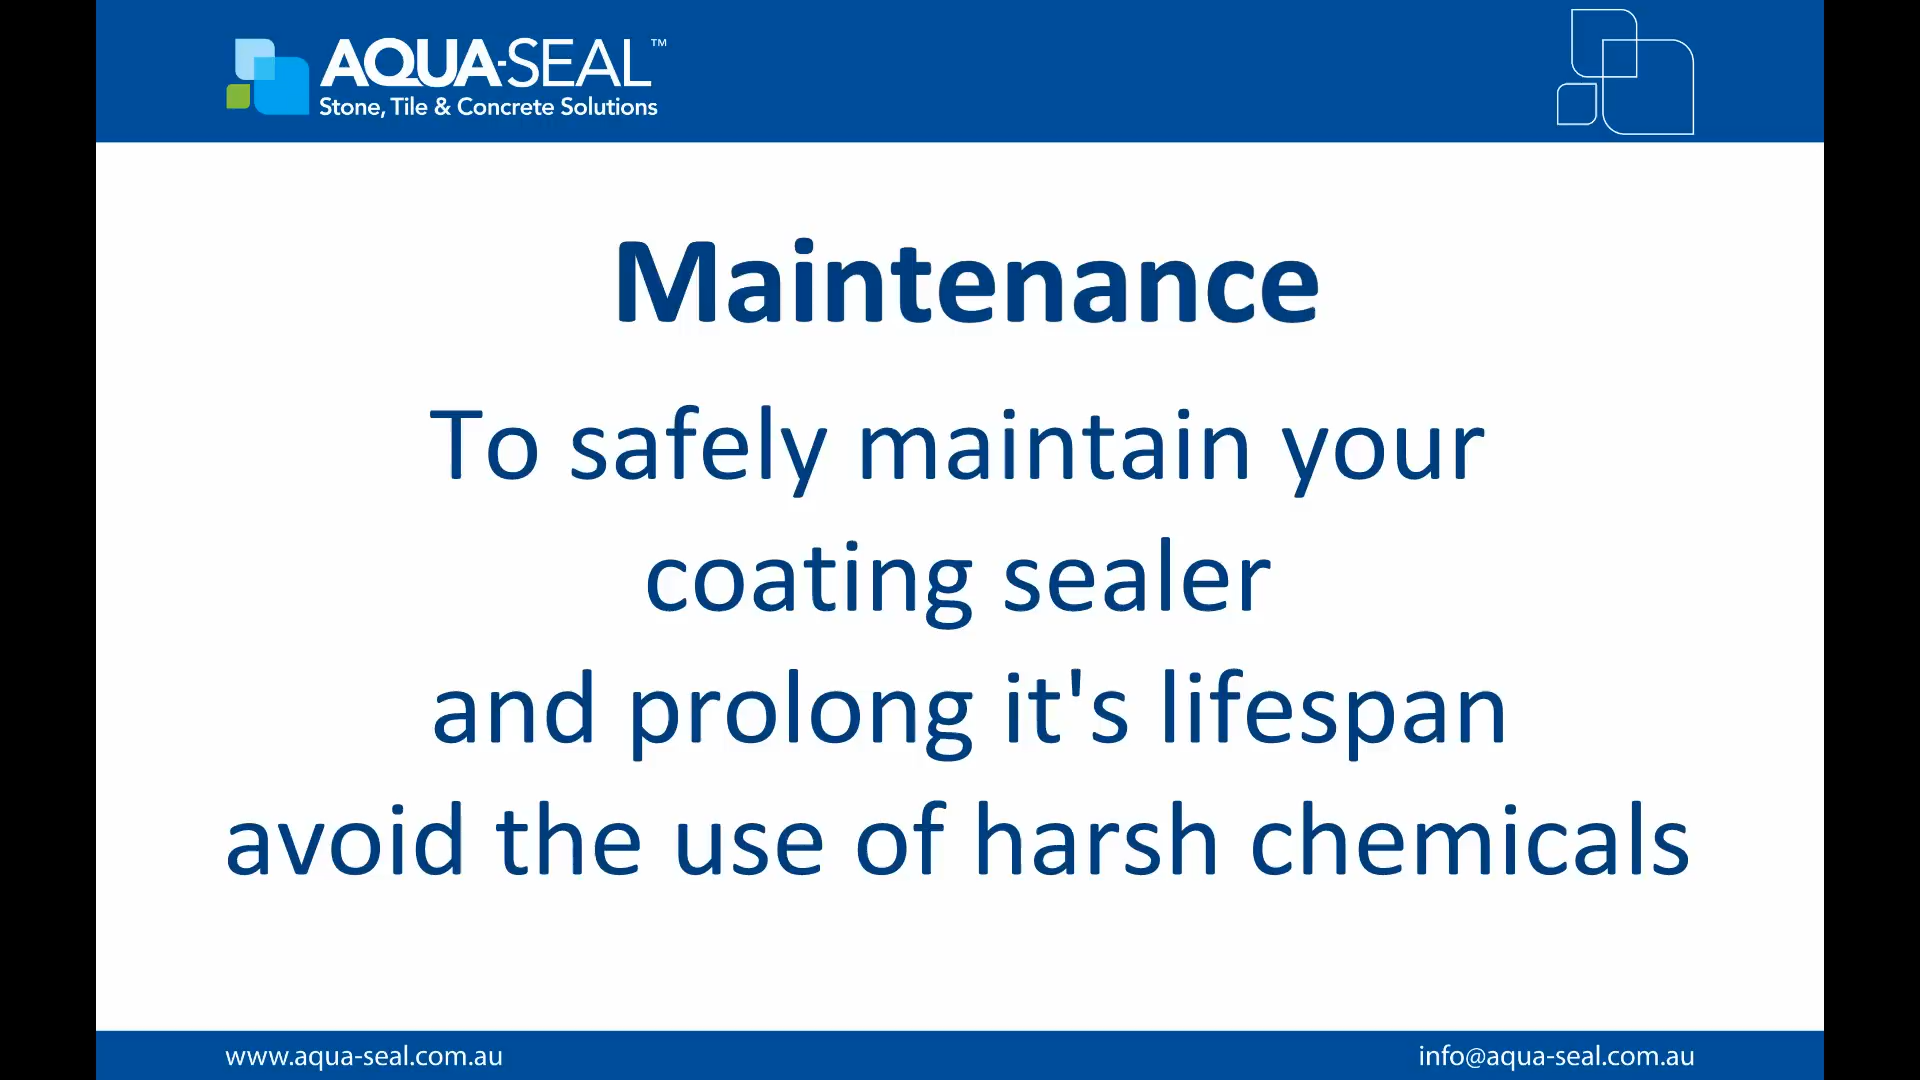 AQUA-SEAL™
Stone, Tile & Concrete Solutions
Maintenance
To safely maintain your
coating sealer
and prolong it's lifespan
avoid the use of harsh chemicals
www.aqua-seal.com.au
info@aqua-seal.com.au